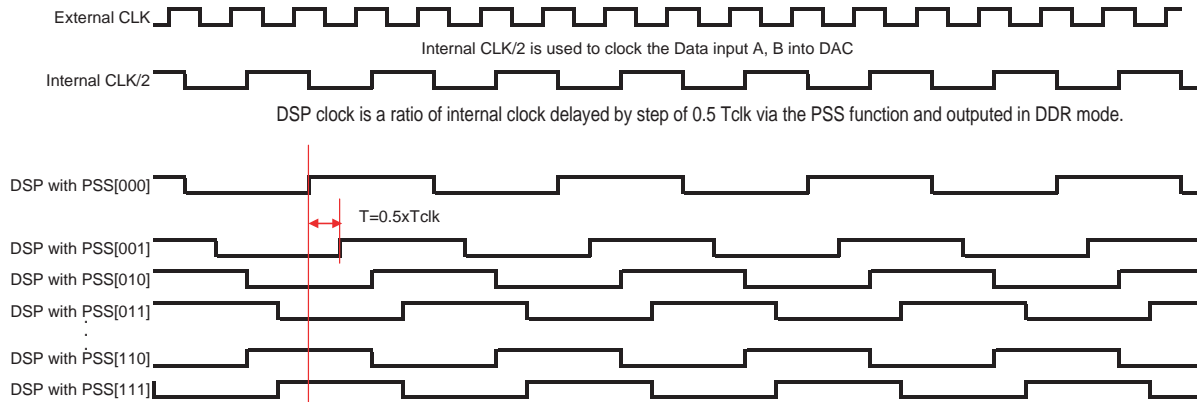 External CLK
Internal CLK/2 is used to clock the Data input A, B into DAC
Internal CLK/2
DSP clock is a ratio of internal clock delayed by step of 0.5 Tclk via the PSS function and outputed in DDR mode.
DSP with PSS[000]
T=0.5xTclk
DSP with PSS[001]
DSP with PSS[010]
DSP with PSS[011]
.
.
.
DSP with PSS[110]
DSP with PSS[111]